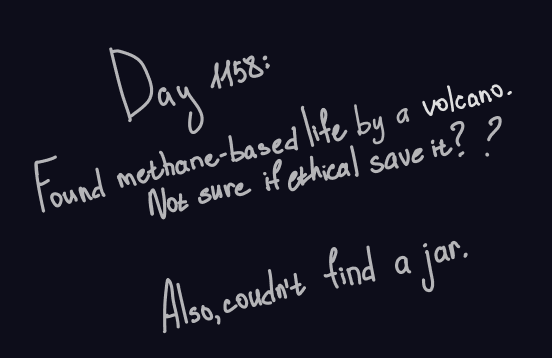 Day 1158:
Found methane-based life by a volcano.
Not sure if ethical save it? ?
Also, coudn't find a jar.